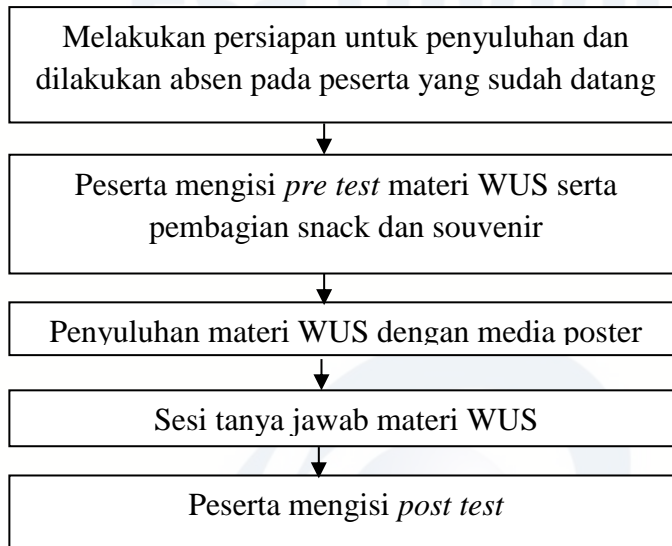 Melakukan persiapan untuk penyuluhan dan
dilakukan absen pada peserta yang sudah datang
Peserta mengisi pre test materi WUS serta
pembagian snack dan souvenir
Penyuluhan materi WUS dengan media poster
Sesi tanya jawab materi WUS
Peserta mengisi post test